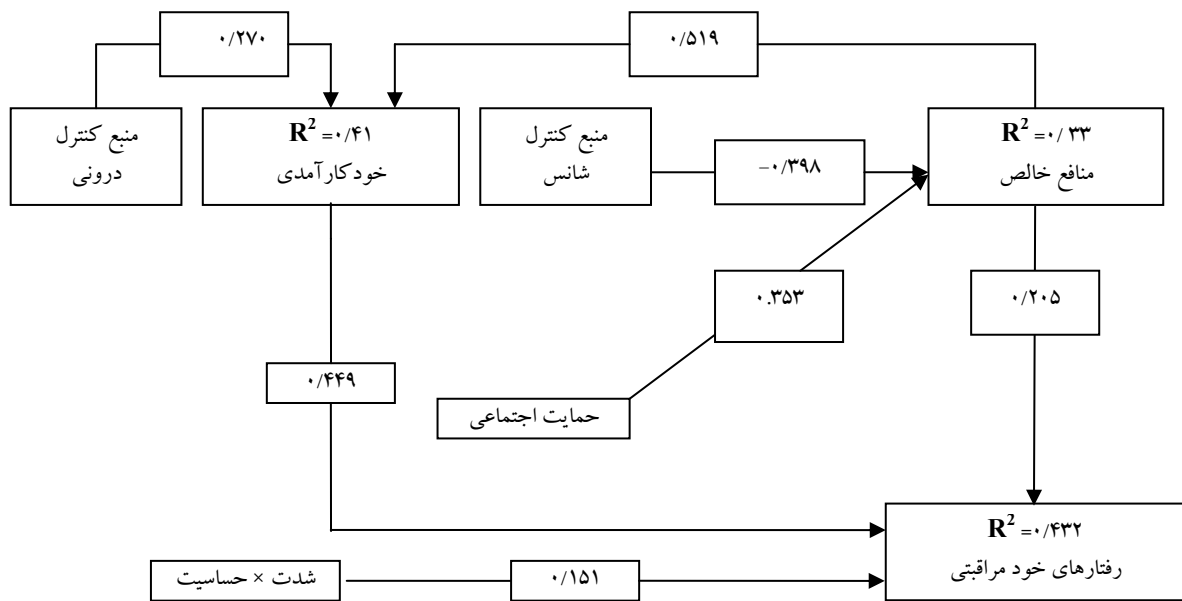 ۰/۲۷۰
۰/۵۱۹
منبع کنترل
درونی
R² =۰/۴۱
خودکارآمدی
منبع کنترل
شانس
R² =۰/ ۳۳
منافع خالص
–۰/۳۹۸
۰.۳۵۳
۰/۲۰۵
۰/۴۴۹
حمایت اجتماعی
R² =۰/۴۳۲
رفتارهای خود مراقبتی
شدت × حساسیت
۰/۱۵۱